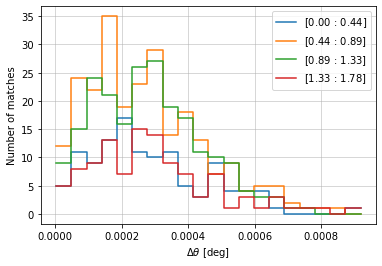 [0.00 : 0.44]
[0.44 : 0.89]
[0.89 : 1.33]
[1.33 : 1.78]
Number of matches
35
30
25
20
15
10
5
0
0.0000 0.0002 0.0004 0.0006 0.0008
Δθ [deg]